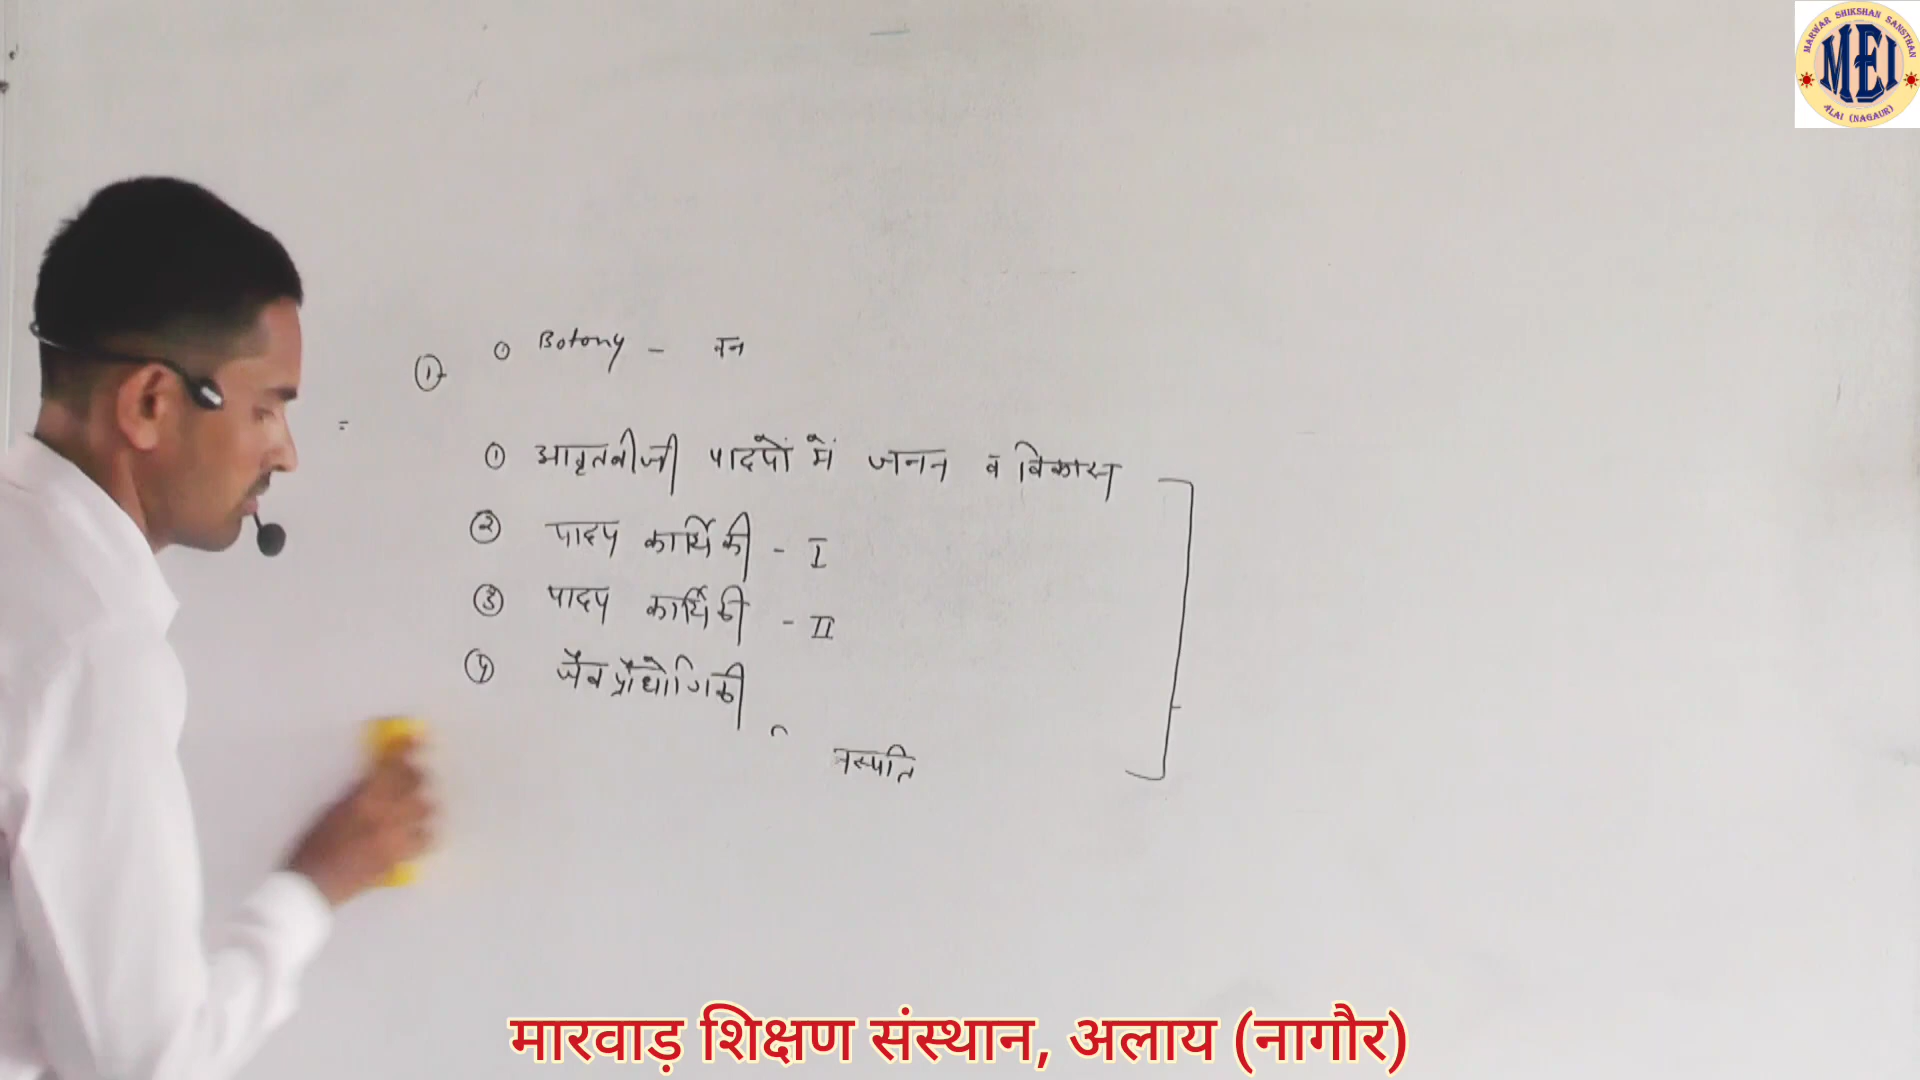 MARWAR SHIKSHAN SANSTHAN
MEI
ALAI (NAGAUR)
① Botony - वन
① आवृतबीजी पादपों में जनन व विकास
② पादप कार्यिकी - I
③ पादप कार्यिकी - II
④ जैव प्रौद्योगिकी
नस्पति
मारवाड़ शिक्षण संस्थान, अलाय (नागौर)